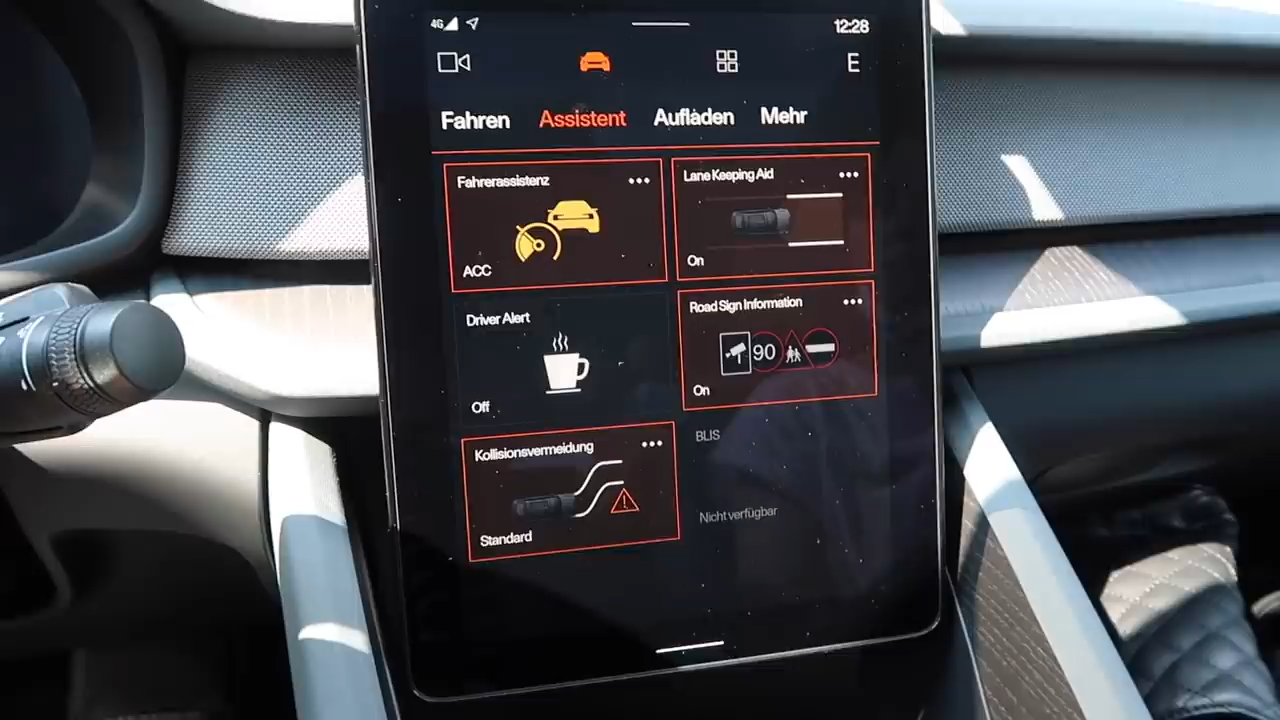 4G
12:28
E
Fahren Assistent Aufladen Mehr
Fahrerassistenz
ACC
Lane Keeping Aid
On
Driver Alert
Off
Road Sign Information
90
On
Kollisionsvermeidung
Standard
BLIS
Nicht verfügbar